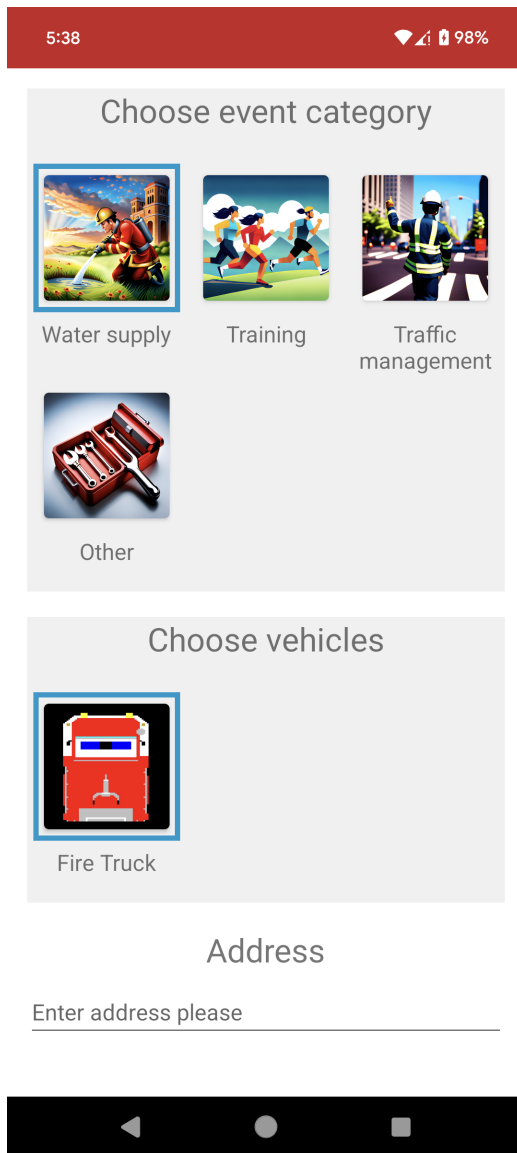 5:38
98%
Choose event category
Water supply
Training
Traffic
management
Other
Choose vehicles
Fire Truck
Address
Enter address please